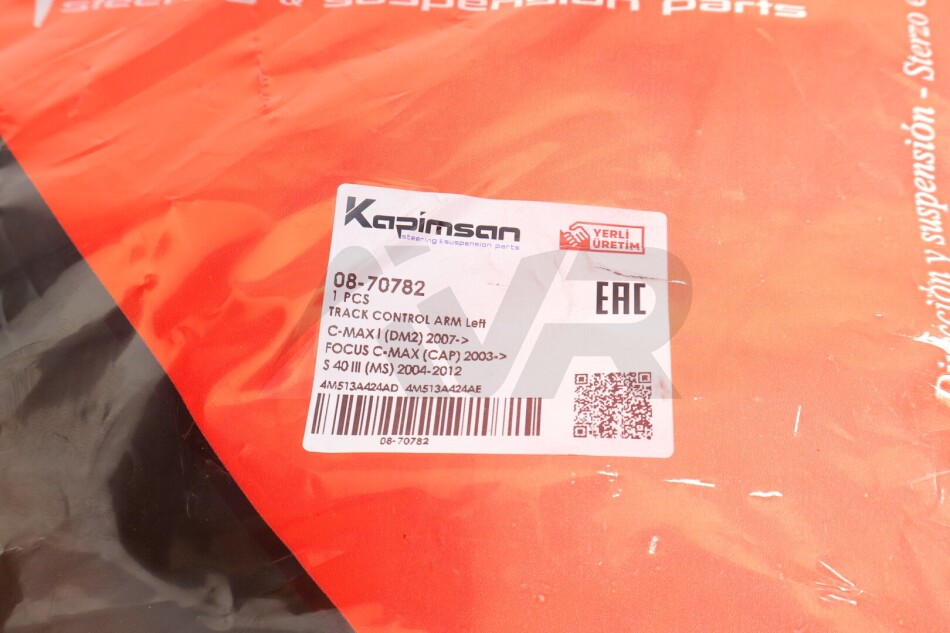 steering & suspension parts
Dirección y suspensión - Sterzo e
Kapimsan
steering & suspension parts
YERLİ
ÜRETİM
08-70782
1 PCS
TRACK CONTROL ARM Left
C-MAX I (DM2) 2007->
FOCUS C-MAX (CAP) 2003->
S 40 III (MS) 2004-2012
4M513A424AD 4M513A424AE
08-70782
EAC